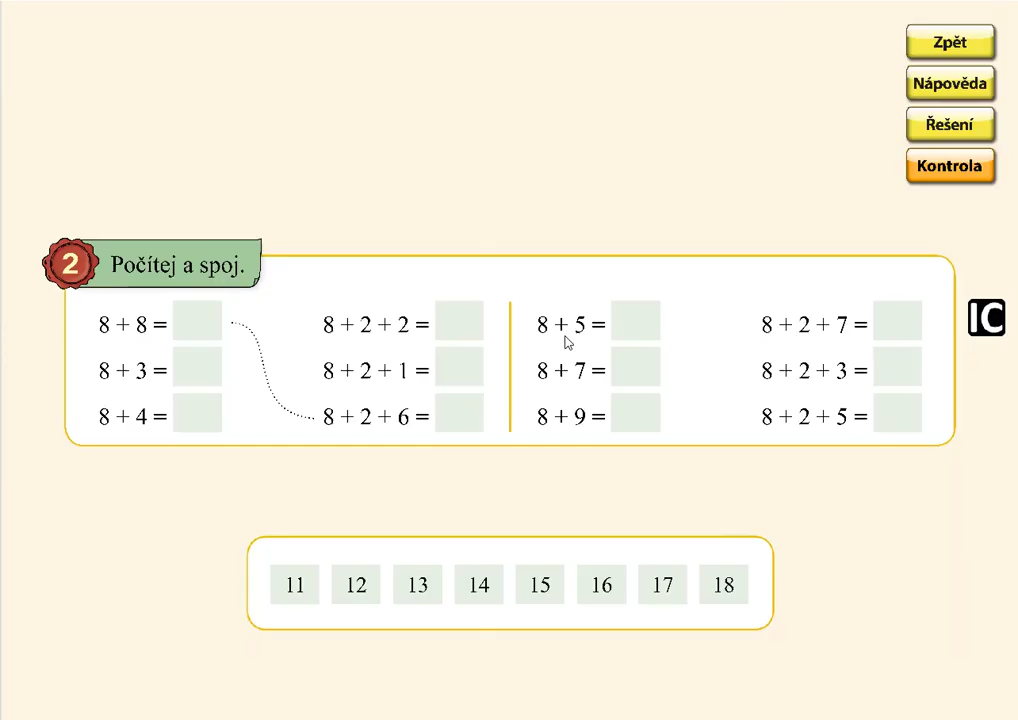 Zpět
Nápověda
Řešení
Kontrola
2 Počítej a spoj.
8 + 8 = 8 + 2 + 2 = 8 + 5 = 8 + 2 + 7 =
8 + 3 = 8 + 2 + 1 = 8 + 7 = 8 + 2 + 3 =
8 + 4 = 8 + 2 + 6 = 8 + 9 = 8 + 2 + 5 =
IC
11 12 13 14 15 16 17 18